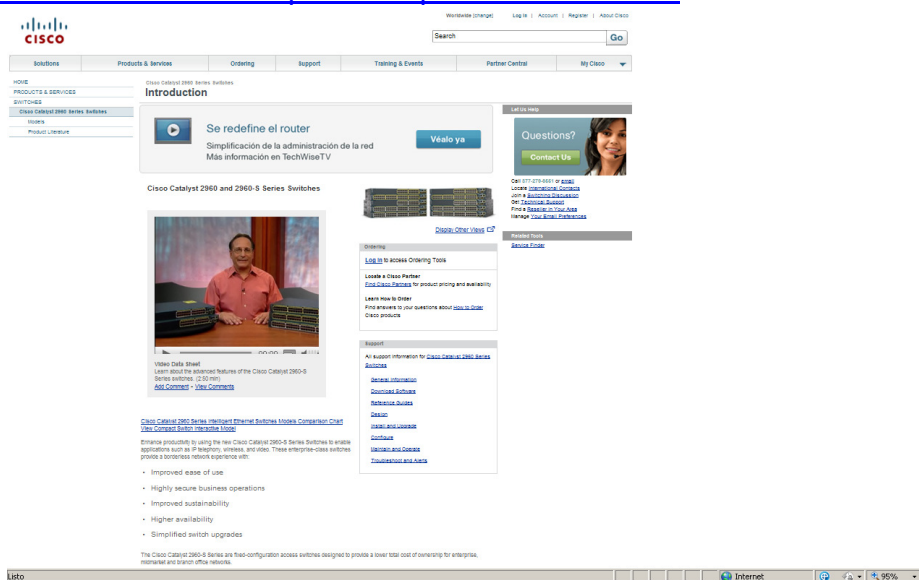 Worldwide [change] Log In | Account | Register | About Cisco
CISCO
Search Go
Solutions Products & Services Ordering Support Training & Events Partner Central My Cisco
HOME
PRODUCTS & SERVICES
SWITCHES
Cisco Catalyst 2960 Series Switches
Models
Product Literature
Cisco Catalyst 2960 Series Switches
Introduction
Se redefine el router
Simplificación de la administración de la red
Más información en TechWiseTV
Véalo ya
Cisco Catalyst 2960 and 2960-S Series Switches
Display Other Views
00:00
Video Data Sheet
Learn about the advanced features of the Cisco Catalyst 2960-S
Series switches. (2:50 min)
Add Comment - View Comments
Ordering
Log In to access Ordering Tools
Locate a Cisco Partner
Find Cisco Partners for product pricing and availability
Learn How to Order
Find answers to your questions about How to Order
Cisco products
Support
All support information for Cisco Catalyst 2960 Series
Switches
General Information
Download Software
Reference Guides
Design
Install and Upgrade
Configure
Maintain and Operate
Troubleshoot and Alerts
Cisco Catalyst 2960 Series Intelligent Ethernet Switches Models Comparison Chart
View Compact Switch Interactive Model
Enhance productivity by using the new Cisco Catalyst 2960-S Series Switches to enable
applications such as IP telephony, wireless, and video. These enterprise-class switches
provide a borderless network experience with:
• Improved ease of use
• Highly secure business operations
• Improved sustainability
• Higher availability
• Simplified switch upgrades
The Cisco Catalyst 2960-S Series are fixed-configuration access switches designed to provide a lower total cost of ownership for enterprise,
midmarket and branch office networks.
Let Us Help
Questions?
Contact Us
Call or email
Locate International Contacts
Join a Switching Discussion
Get Technical Support
Find a Reseller in Your Area
Manage Your Email Preferences
Related Tools
Service Finder
Listo Internet 95%